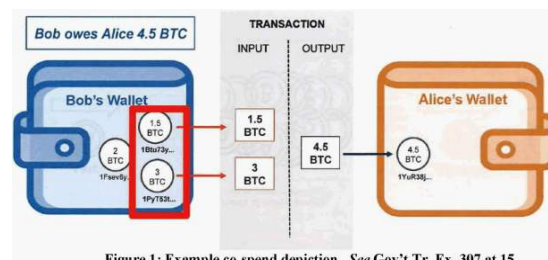 Bob owes Alice 4.5 BTC
TRANSACTION
INPUT
OUTPUT
Bob's Wallet
Alice's Wallet
1.5
BTC
1Btu73y...
2
BTC
1Fsev6y...
3
BTC
1PyT53t...
1.5
BTC
3
BTC
4.5
BTC
4.5
BTC
1YuR38j...
Figure 1: Example co-spend depiction. See Gov't Tr. Ex. 307 at 15